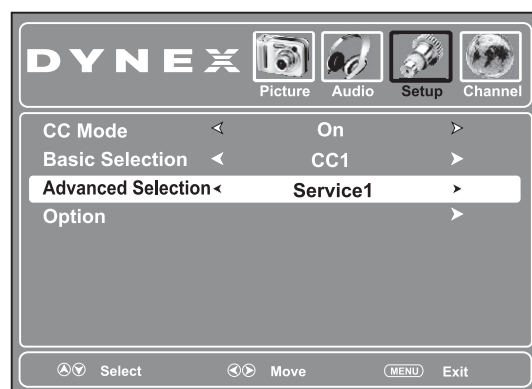 DYNEX
Picture Audio Setup Channel
CC Mode On
Basic Selection CC1
Advanced Selection Service1
Option
Select Move MENU Exit